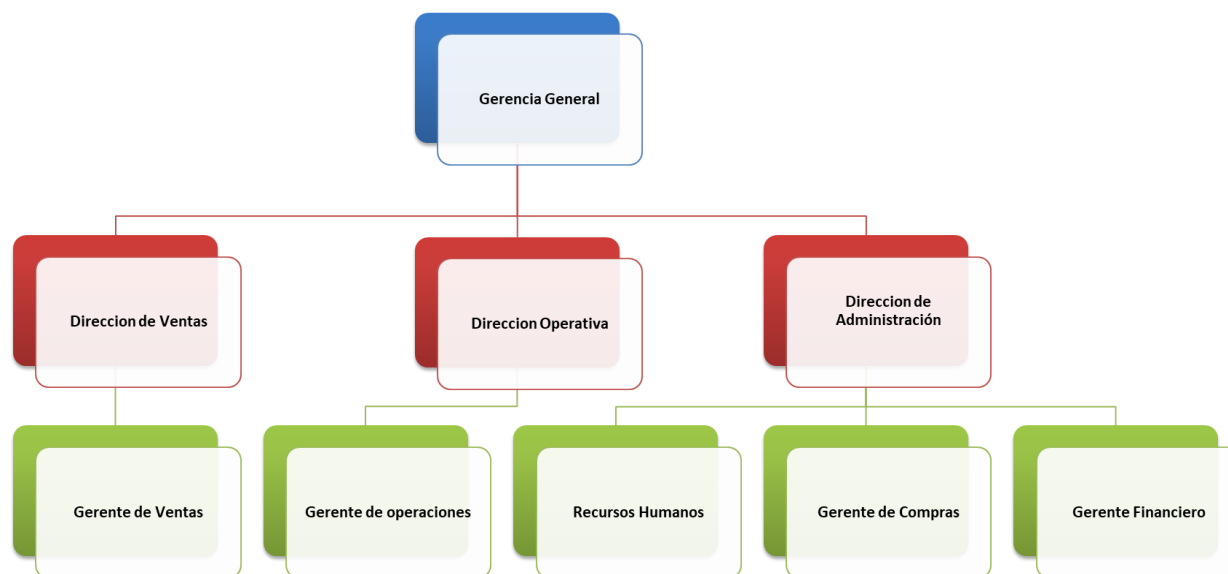 Gerencia General
Direccion de Ventas
Direccion Operativa
Direccion de
Administración
Gerente de Ventas
Gerente de operaciones
Recursos Humanos
Gerente de Compras
Gerente Financiero